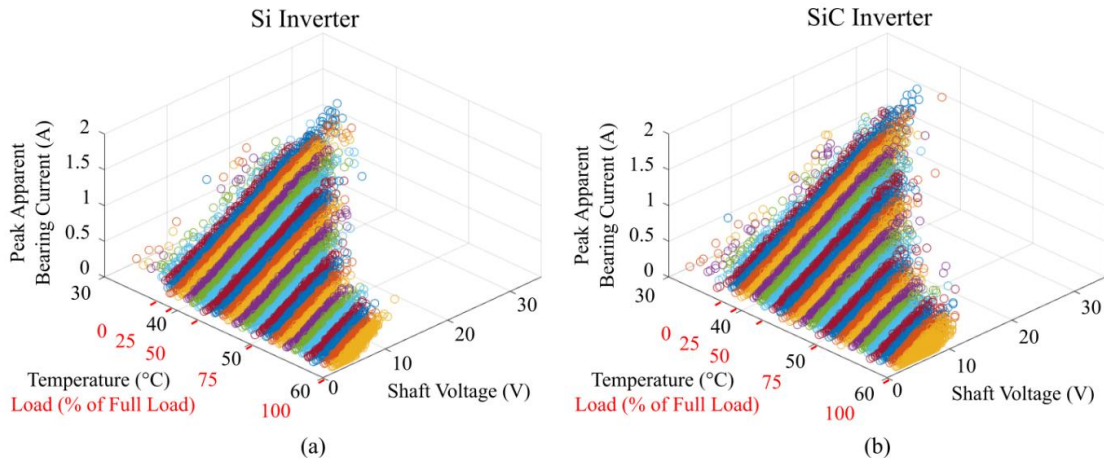 Si Inverter
Peak Apparent
Bearing Current (A)
2
1.5
1
0.5
0
30
40
50
60
0
10
20
30
0
25
50
75
100
Temperature (°C)
Load (% of Full Load)
Shaft Voltage (V)
(a)
SiC Inverter
Peak Apparent
Bearing Current (A)
2
1.5
1
0.5
0
30
40
50
60
0
10
20
30
0
25
50
75
100
Temperature (°C)
Load (% of Full Load)
Shaft Voltage (V)
(b)